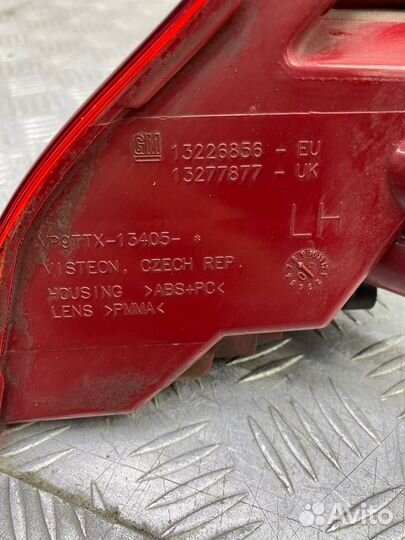 GM 13226856 - EU
13277877 - UK
LH
VP9TTX-13405- *
VISTEON, CZECH REP.
HOUSING >ABS+PC<
LENS >PMMA<
Avito